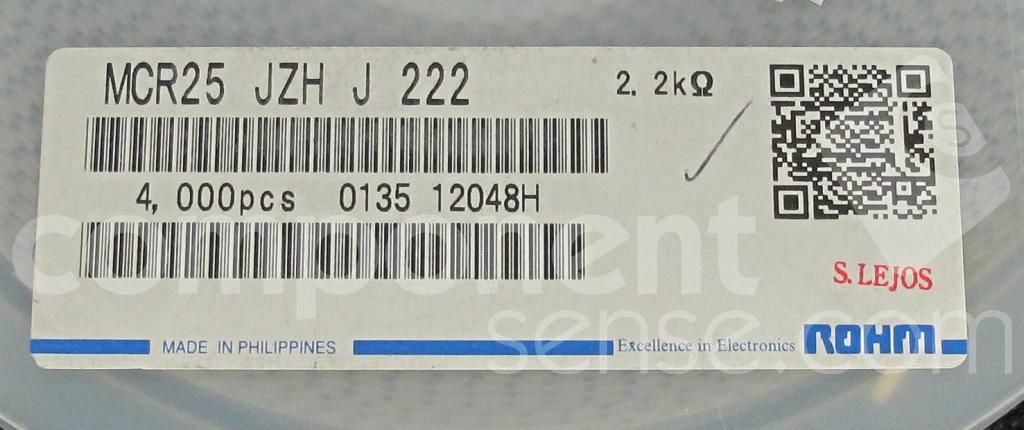 MCR25 JZH J 222 2.2kΩ
4,000pcs 0135 12048H
S.LEJOS
MADE IN PHILIPPINES Excellence in Electronics ROHM
component
sense.com